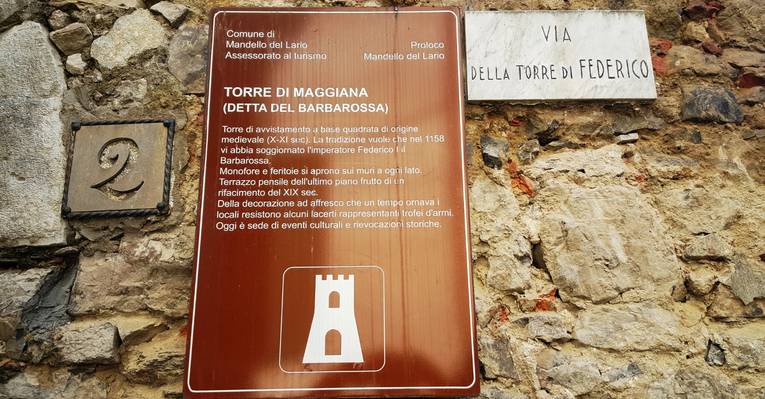 2
Comune di
Mandello del Lario
Assessorato al turismo
Proloco
Mandello del Lario
TORRE DI MAGGIANA
(DETTA DEL BARBAROSSA)
Torre di avvistamento a base quadrata di origine
medievale (X-XI sec). La tradizione vuole che nel 1158
vi abbia soggiornato l'imperatore Federico I il
Barbarossa.
Monofore e feritoie si aprono sui muri a ogni lato.
Terrazzo pensile dell'ultimo piano frutto di un
rifacimento del XIX sec.
Della decorazione ad affresco che un tempo ornava i
locali resistono alcuni lacerti rappresentanti trofei d'armi.
Oggi è sede di eventi culturali e rievocazioni storiche.
VIA
DELLA TORRE DI FEDERICO